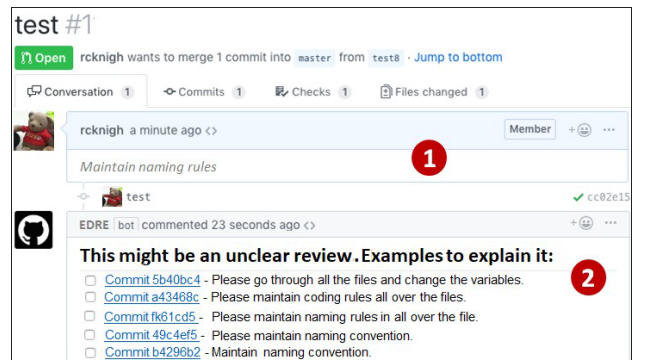 test #1
Open rcknigh wants to merge 1 commit into master from test8 · Jump to bottom
Conversation 1 Commits 1 Checks 1 Files changed 1
rcknigh a minute ago <> Member + ...
Maintain naming rules
1
test cc02e15
EDRE bot commented 23 seconds ago <> + ...
This might be an unclear review. Examples to explain it:
2
Commit 5b40bc4 - Please go through all the files and change the variables.
Commit a43468c - Please maintain coding rules all over the files.
Commit fk61cd5 - Please maintain naming rules in all over the file.
Commit 49c4ef5 - Please maintain naming convention.
Commit b4296b2 - Maintain naming convention.